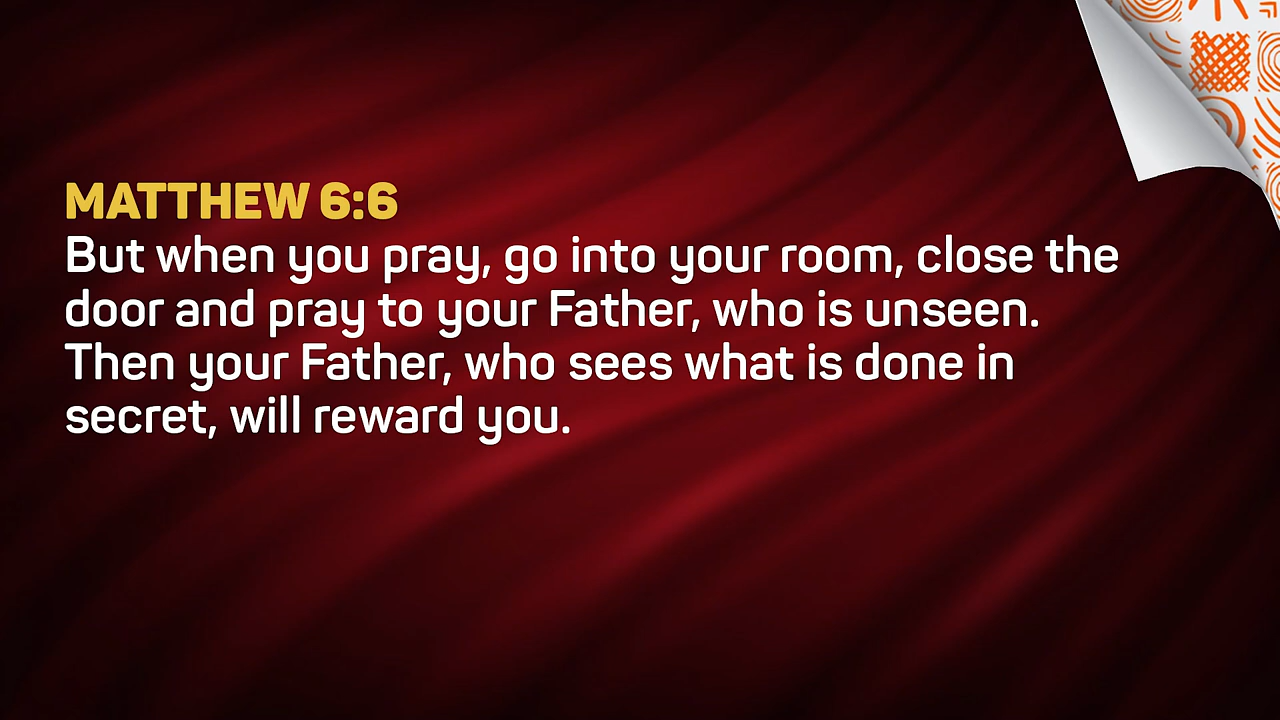 MATTHEW 6:6
But when you pray, go into your room, close the
door and pray to your Father, who is unseen.
Then your Father, who sees what is done in
secret, will reward you.